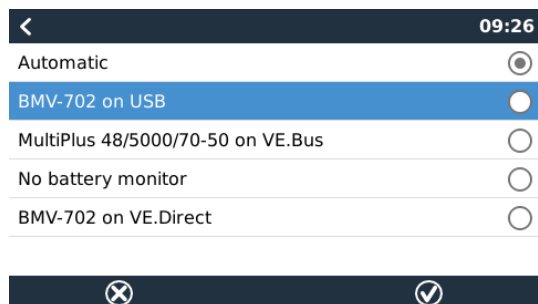 09:26
Automatic
BMV-702 on USB
MultiPlus 48/5000/70-50 on VE.Bus
No battery monitor
BMV-702 on VE.Direct